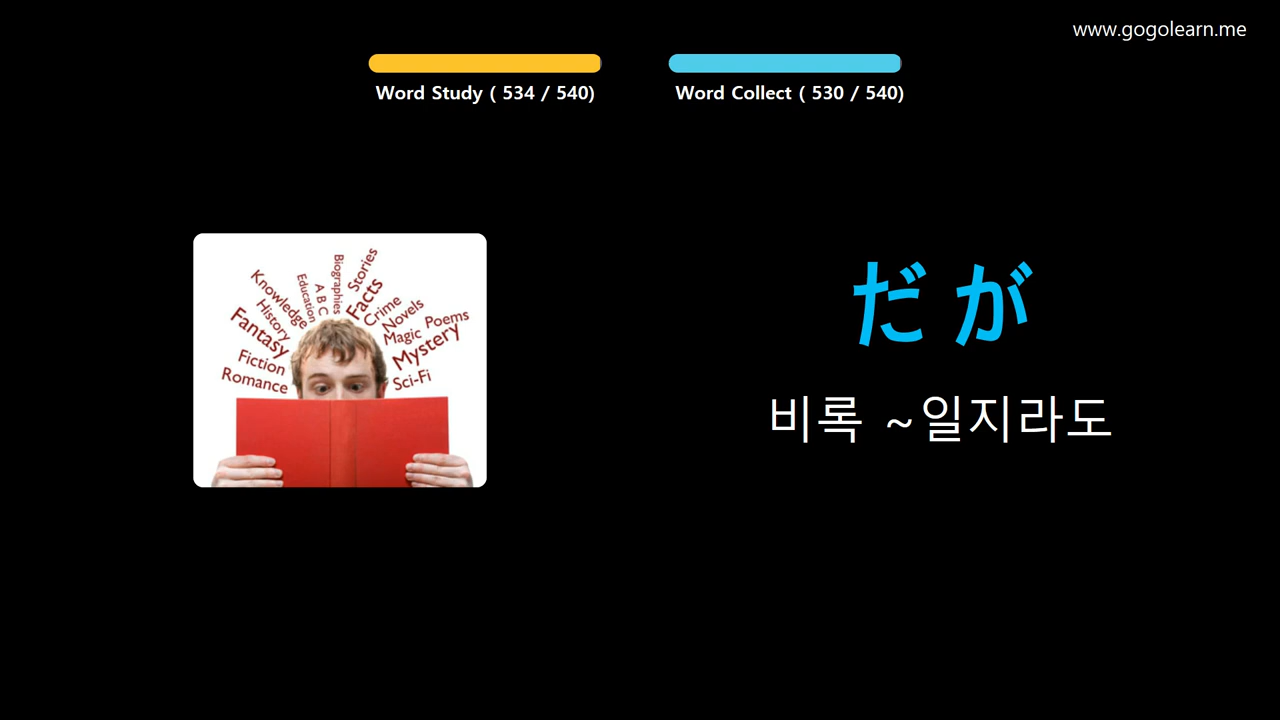 www.gogolearn.me
Word Study ( 534 / 540)
Word Collect ( 530 / 540)
Knowledge
History
Fantasy
Fiction
Romance
Education
A B C
Biographies
Stories
Facts
Crime
Novels
Magic
Poems
Mystery
Sci-Fi
だ が
비록 ~일지라도